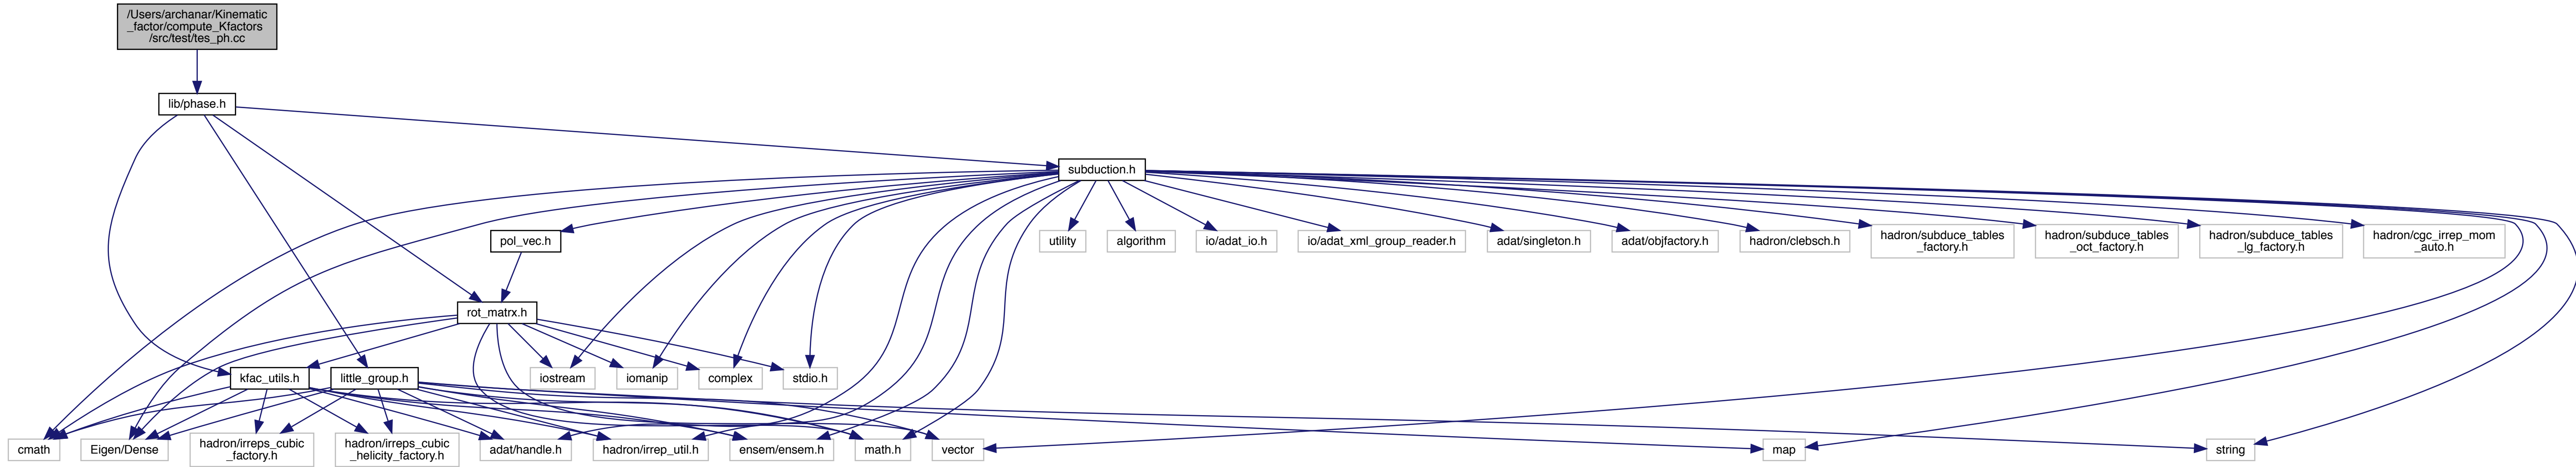 /Users/archanar/Kinematic
_factor/compute_Kfactors
/src/test/tes_ph.cc
lib/phase.h
subduction.h
pol_vec.h
utility
algorithm
io/adat_io.h
io/adat_xml_group_reader.h
adat/singleton.h
adat/objfactory.h
hadron/clebsch.h
hadron/subduce_tables
_factory.h
hadron/subduce_tables
_oct_factory.h
hadron/subduce_tables
_lg_factory.h
hadron/cgc_irrep_mom
_auto.h
rot_matrx.h
kfac_utils.h
little_group.h
iostream
iomanip
complex
stdio.h
cmath
Eigen/Dense
hadron/irreps_cubic
_factory.h
hadron/irreps_cubic
_helicity_factory.h
adat/handle.h
hadron/irrep_util.h
ensem/ensem.h
math.h
vector
map
string